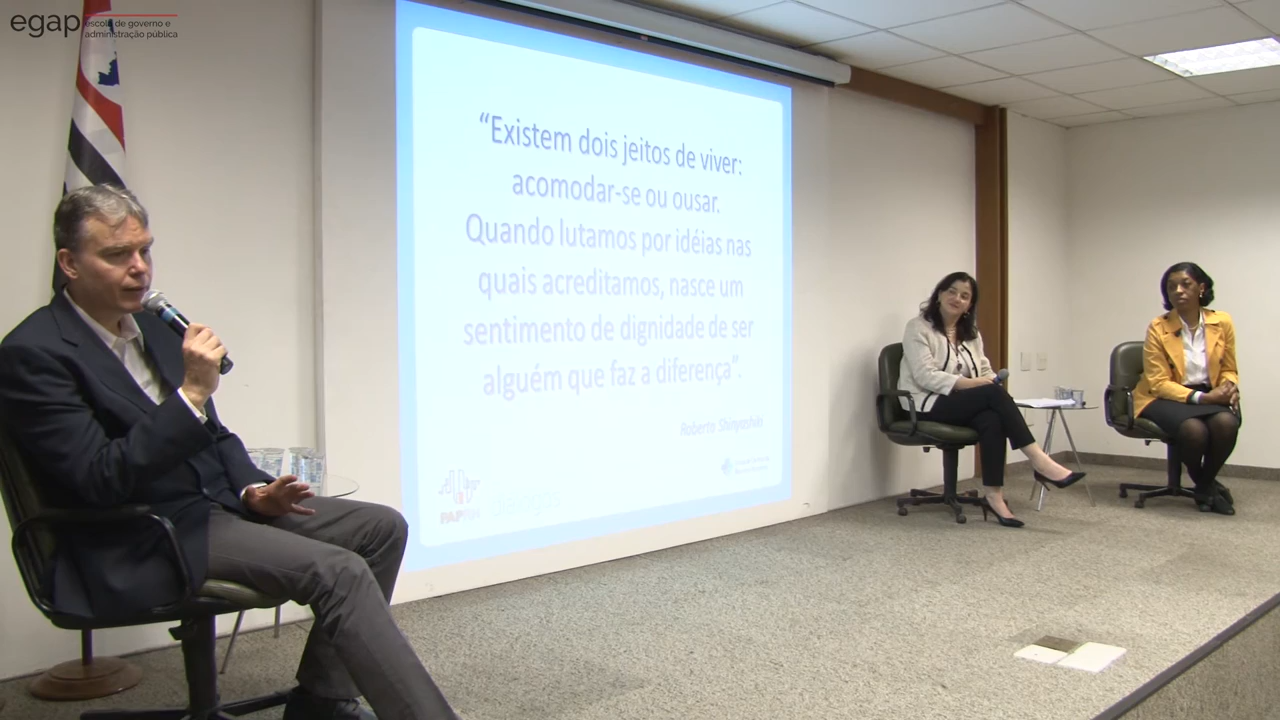 egap
escola de governo e
administração pública
“Existem dois jeitos de viver:
acomodar-se ou ousar.
Quando lutamos por idéias nas
quais acreditamos, nasce um
sentimento de dignidade de ser
alguém que faz a diferença”.
Roberto Shinyashiki
PAP